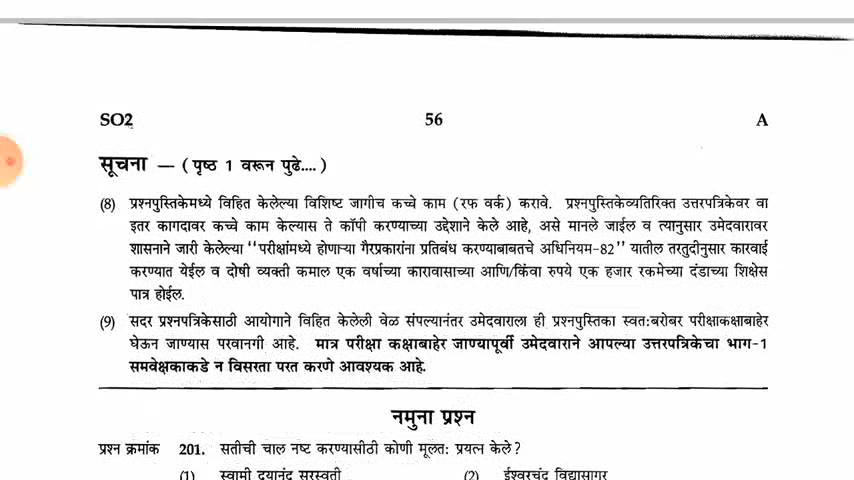 SO2 56 A
सूचना — ( पृष्ठ 1 वरून पुढे.... )
(8) प्रश्नपुस्तिकेमध्ये विहित केलेल्या विशिष्ट जागीच कच्चे काम (रफ वर्क) करावे. प्रश्नपुस्तिकेव्यतिरिक्त उत्तरपत्रिकेवर वा
इतर कागदावर कच्चे काम केल्यास ते कॉपी करण्याच्या उद्देशाने केले आहे, असे मानले जाईल व त्यानुसार उमेदवारावर
शासनाने जारी केलेल्या "परीक्षांमध्ये होणाऱ्या गैरप्रकारांना प्रतिबंध करण्याबाबतचे अधिनियम-82" यातील तरतुदीनुसार कारवाई
करण्यात येईल व दोषी व्यक्ती कमाल एक वर्षाच्या कारावासाच्या आणि/किंवा रुपये एक हजार रकमेच्या दंडाच्या शिक्षेस
पात्र होईल.
(9) सदर प्रश्नपत्रिकेसाठी आयोगाने विहित केलेली वेळ संपल्यानंतर उमेदवाराला ही प्रश्नपुस्तिका स्वत:बरोबर परीक्षाकक्षाबाहेर
घेऊन जाण्यास परवानगी आहे. मात्र परीक्षा कक्षाबाहेर जाण्यापूर्वी उमेदवाराने आपल्या उत्तरपत्रिकेचा भाग-1
समवेक्षकाकडे न विसरता परत करणे आवश्यक आहे.
नमुना प्रश्न
प्रश्न क्रमांक 201. सतीची चाल नष्ट करण्यासीठी कोणी मूलत: प्रयत्न केले ?
(1) स्वामी दयानंद सरस्वती (2) ईश्वरचंद्र विद्यासागर